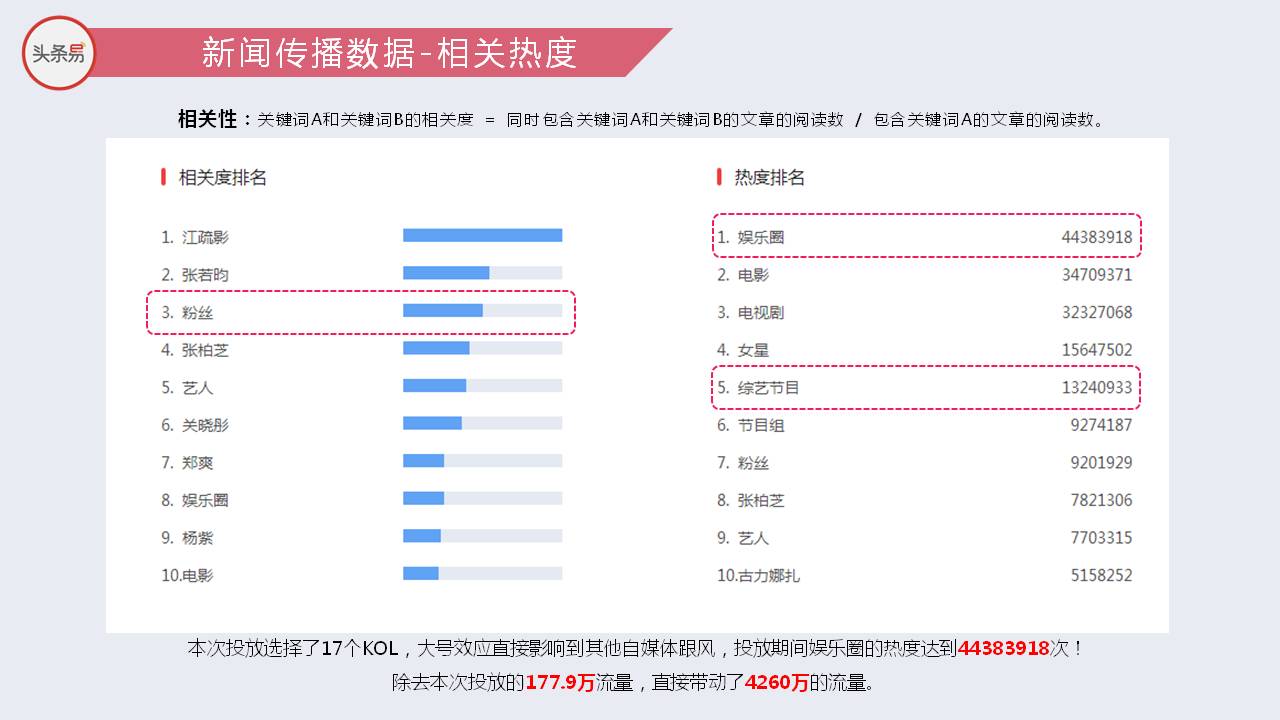 头条易
新闻传播数据-相关热度
相关性：关键词A和关键词B的相关度 = 同时包含关键词A和关键词B的文章的阅读数 / 包含关键词A的文章的阅读数。
相关度排名
1. 江疏影
2. 张若昀
3. 粉丝
4. 张柏芝
5. 艺人
6. 关晓彤
7. 郑爽
8. 娱乐圈
9. 杨紫
10.电影
热度排名
1. 娱乐圈 44383918
2. 电影 34709371
3. 电视剧 32327068
4. 女星 15647502
5. 综艺节目 13240933
6. 节目组 9274187
7. 粉丝 9201929
8. 张柏芝 7821306
9. 艺人 7703315
10.古力娜扎 5158252
本次投放选择了17个KOL，大号效应直接影响到其他自媒体跟风，投放期间娱乐圈的热度达到44383918次！
除去本次投放的177.9万流量，直接带动了4260万的流量。